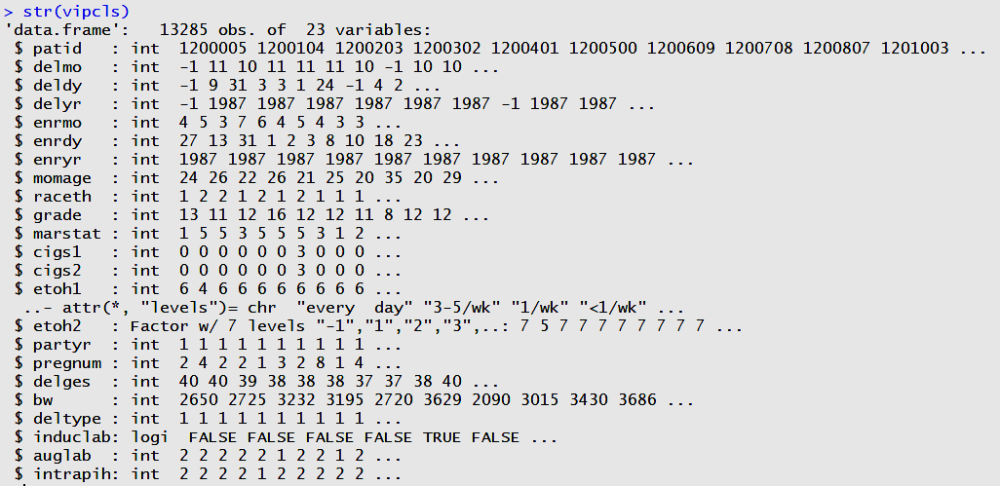 > str(vipcls)
'data.frame':   13285 obs. of  23 variables:
 $ patid   : int  1200005 1200104 1200203 1200302 1200401 1200500 1200609 1200708 1200807 1201003 ...
 $ delmo   : int  -1 11 10 11 11 11 10 -1 10 10 ...
 $ deldy   : int  -1 9 31 3 3 1 24 -1 4 2 ...
 $ delyr   : int  -1 1987 1987 1987 1987 1987 1987 -1 1987 1987 ...
 $ enrmo   : int  4 5 3 7 6 4 5 4 3 3 ...
 $ enrdy   : int  27 13 31 1 2 3 8 10 18 23 ...
 $ enryr   : int  1987 1987 1987 1987 1987 1987 1987 1987 1987 1987 ...
 $ momage  : int  24 26 22 26 21 25 20 35 20 29 ...
 $ raceth  : int  1 2 2 1 2 1 2 1 1 1 ...
 $ grade   : int  13 11 12 16 12 12 11 8 12 12 ...
 $ marstat : int  1 5 5 3 5 5 5 3 1 2 ...
 $ cigs1   : int  0 0 0 0 0 0 3 0 0 0 ...
 $ cigs2   : int  0 0 0 0 0 0 3 0 0 0 ...
 $ etoh1   : int  6 4 6 6 6 6 6 6 6 6 ...
  ..- attr(*, "levels")= chr  "every  day" "3-5/wk" "1/wk" "<1/wk" ...
 $ etoh2   : Factor w/ 7 levels "-1","1","2","3",..: 7 5 7 7 7 7 7 7 7 7 ...
 $ partyr  : int  1 1 1 1 1 1 1 1 1 1 ...
 $ pregnum : int  2 4 2 2 1 3 2 8 1 4 ...
 $ delges  : int  40 40 39 38 38 38 37 37 38 40 ...
 $ bw      : int  2650 2725 3232 3195 2720 3629 2090 3015 3430 3686 ...
 $ deltype : int  1 1 1 1 1 1 1 1 1 1 ...
 $ induclab: logi  FALSE FALSE FALSE FALSE TRUE FALSE ...
 $ auglab  : int  2 2 2 2 2 1 2 2 1 2 ...
 $ intrapih: int  2 2 2 2 1 2 2 2 2 2 ...